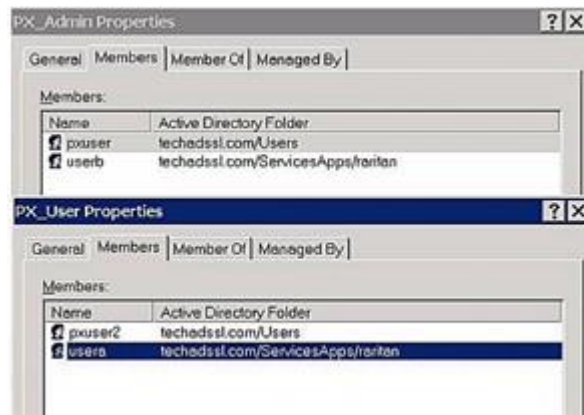 PX_Admin Properties
General Members Member Of Managed By
Members:
Name Active Directory Folder
pxuser techadssl.com/Users
userb techadssl.com/ServicesApps/raritan
PX_User Properties
General Members Member Of Managed By
Members:
Name Active Directory Folder
pxuser2 techadssl.com/Users
usera techadssl.com/ServicesApps/raritan